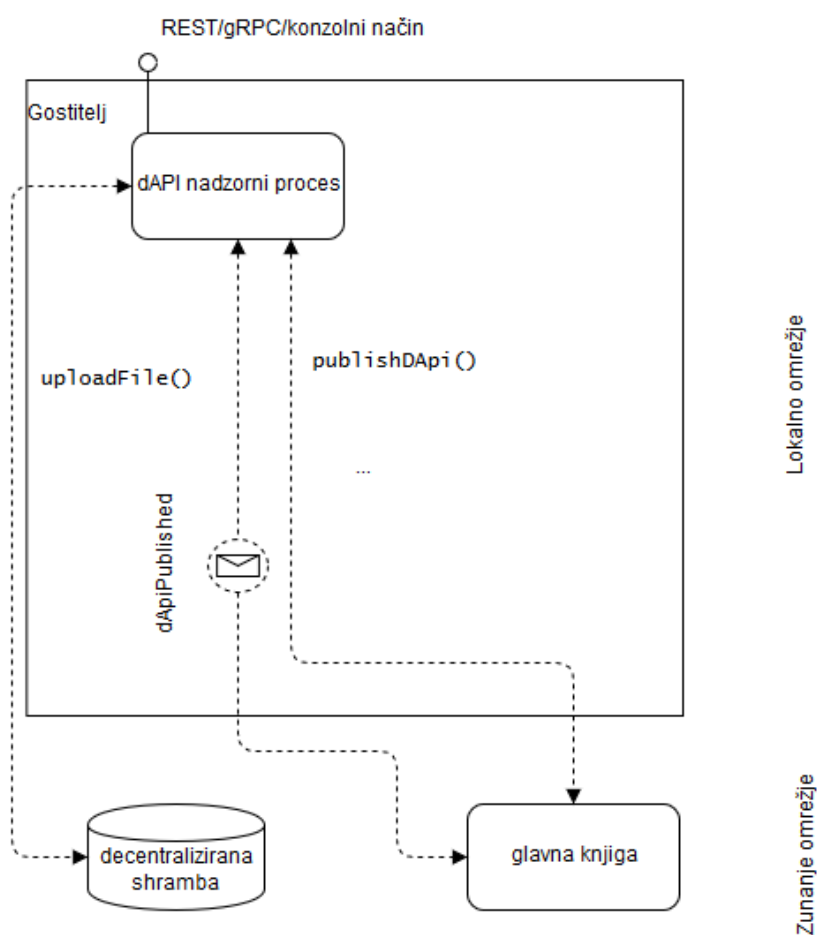 REST/gRPC/konzolni način
Gostitelj
dAPI nadzorni proces
uploadFile()
publishDApi()
...
dApiPublished
Lokalno omrežje
decentralizirana
shramba
glavna knjiga
Zunanje omrežje